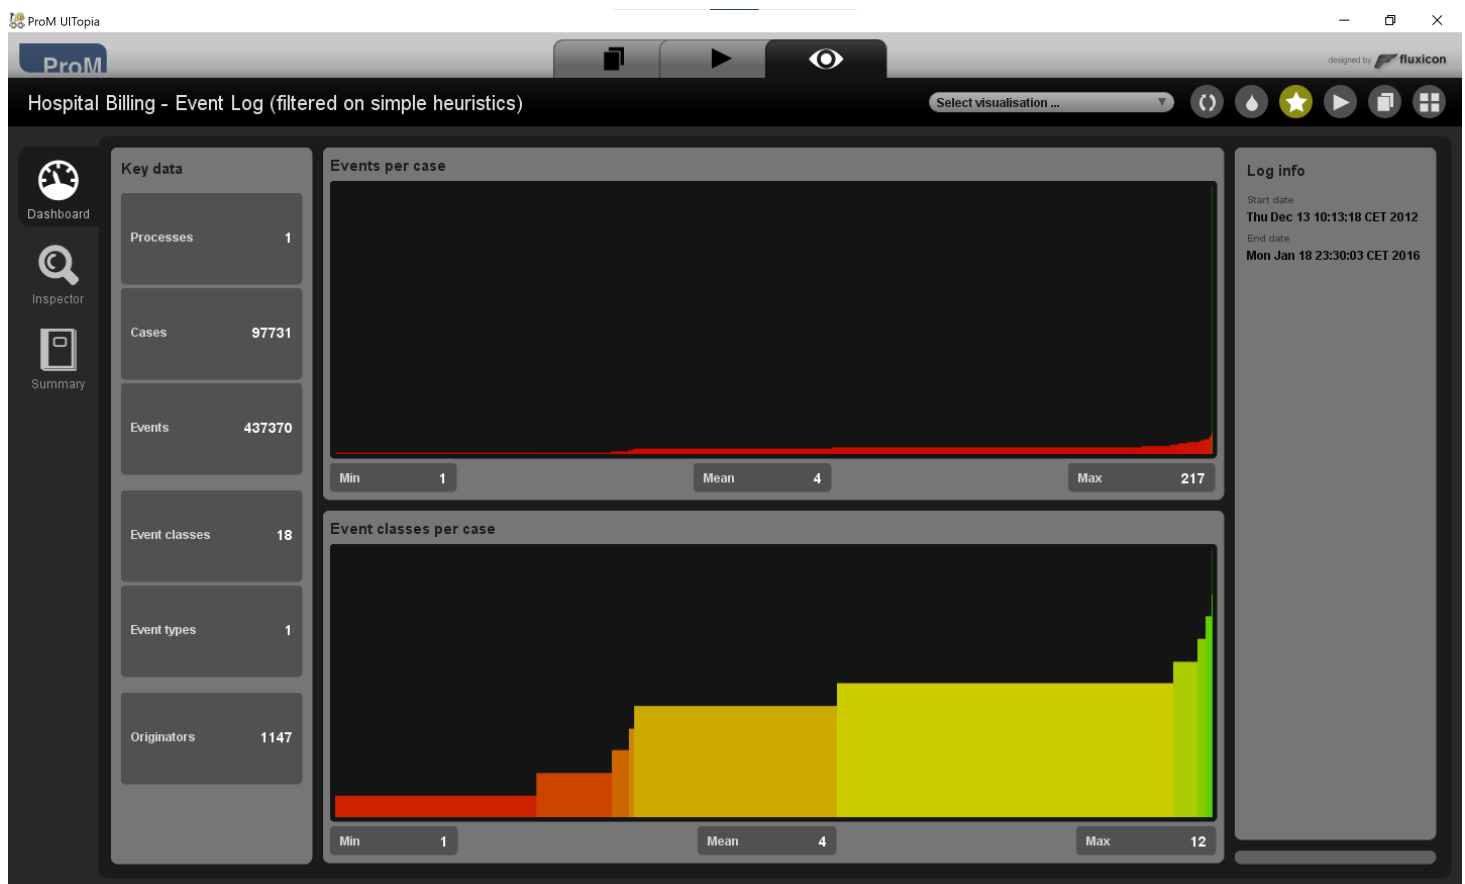 ProM UITopia
ProM
designed by fluxicon
Hospital Billing - Event Log (filtered on simple heuristics)
Select visualisation ...
Dashboard
Inspector
Summary
Key data
Processes 1
Cases 97731
Events 437370
Event classes 18
Event types 1
Originators 1147
Events per case
Min 1
Mean 4
Max 217
Event classes per case
Min 1
Mean 4
Max 12
Log info
Start date
Thu Dec 13 10:13:18 CET 2012
End date
Mon Jan 18 23:30:03 CET 2016